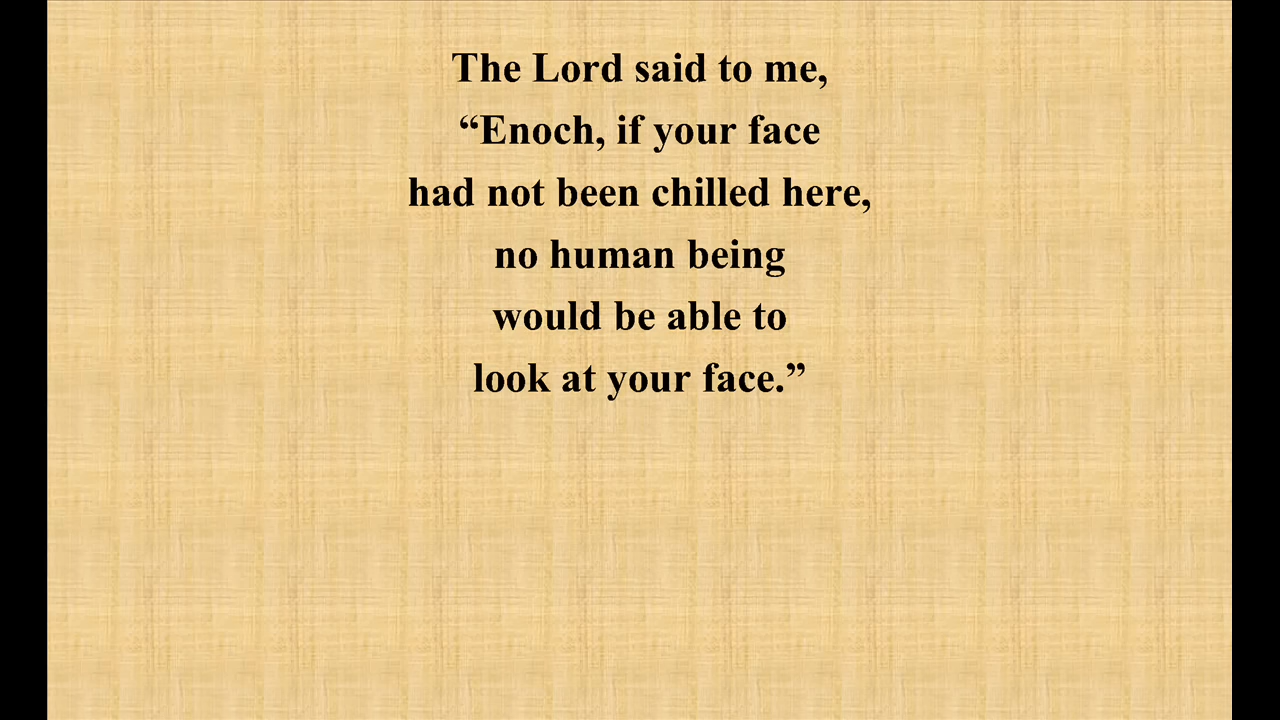 The Lord said to me,
“Enoch, if your face
had not been chilled here,
no human being
would be able to
look at your face.”